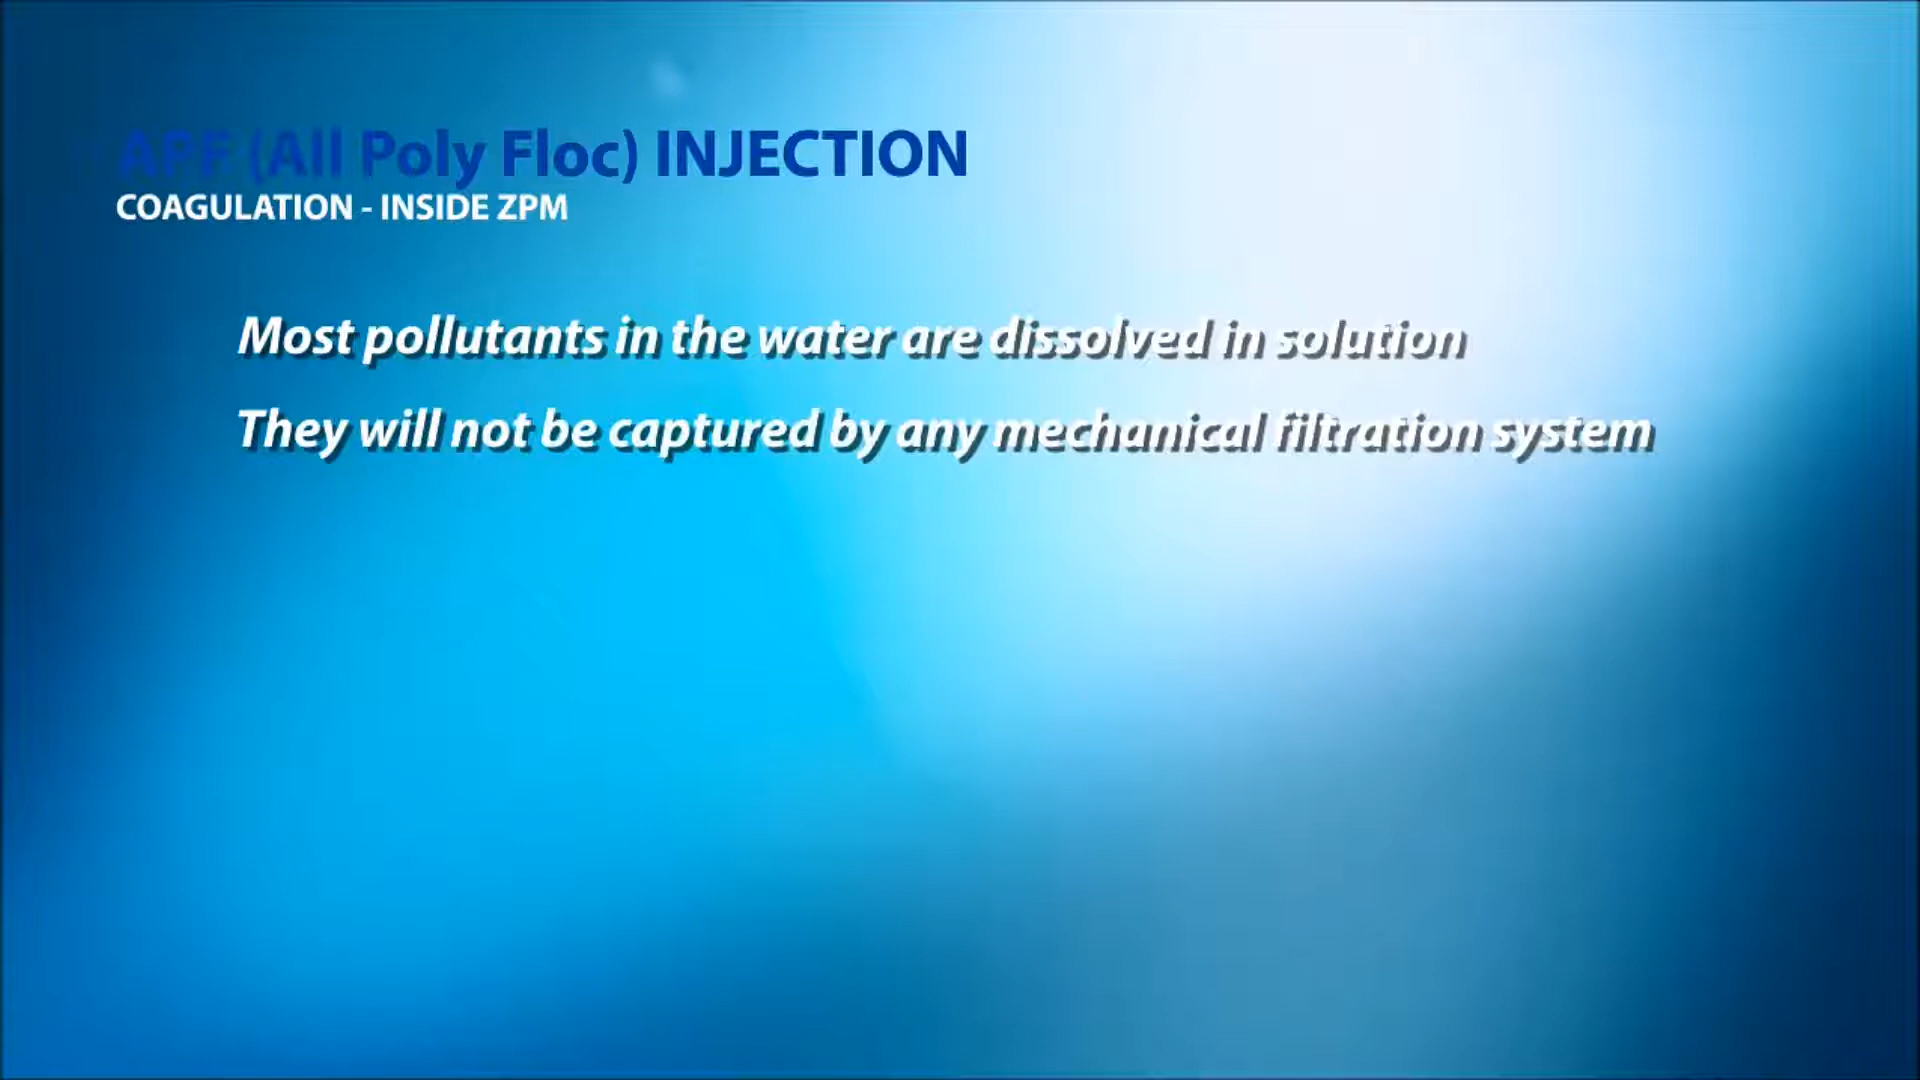 APF (All Poly Floc) INJECTION
COAGULATION - INSIDE ZPM
Most pollutants in the water are dissolved in solution
They will not be captured by any mechanical filtration system